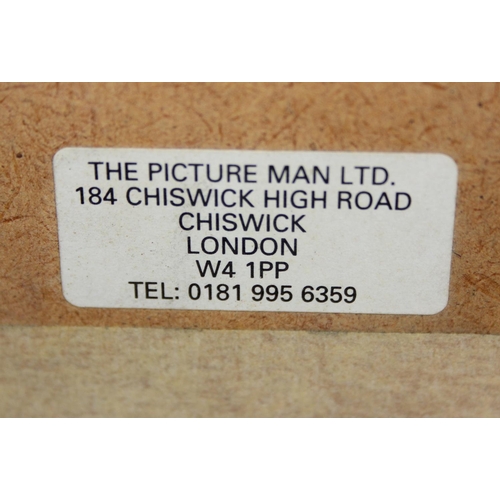 THE PICTURE MAN LTD.
184 CHISWICK HIGH ROAD
CHISWICK
LONDON
W4 1PP
TEL: 0181 995 6359